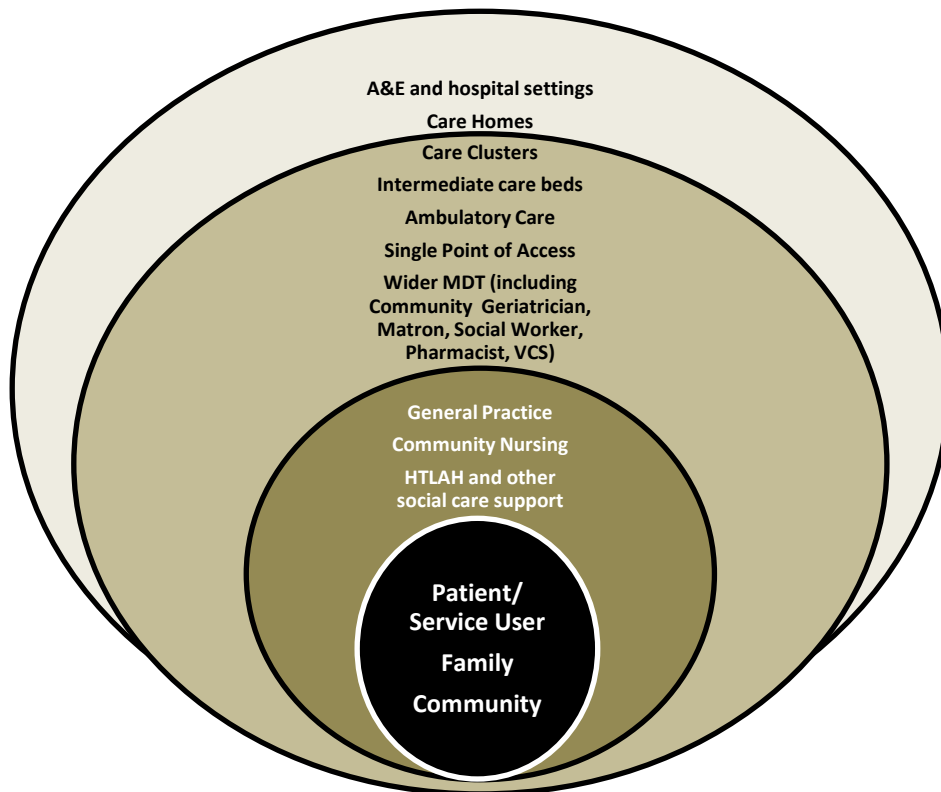 A&E and hospital settings
Care Homes
Care Clusters
Intermediate care beds
Ambulatory Care
Single Point of Access
Wider MDT (including
Community Geriatrician,
Matron, Social Worker,
Pharmacist, VCS)
General Practice
Community Nursing
HTLAH and other
social care support
Patient/
Service User
Family
Community